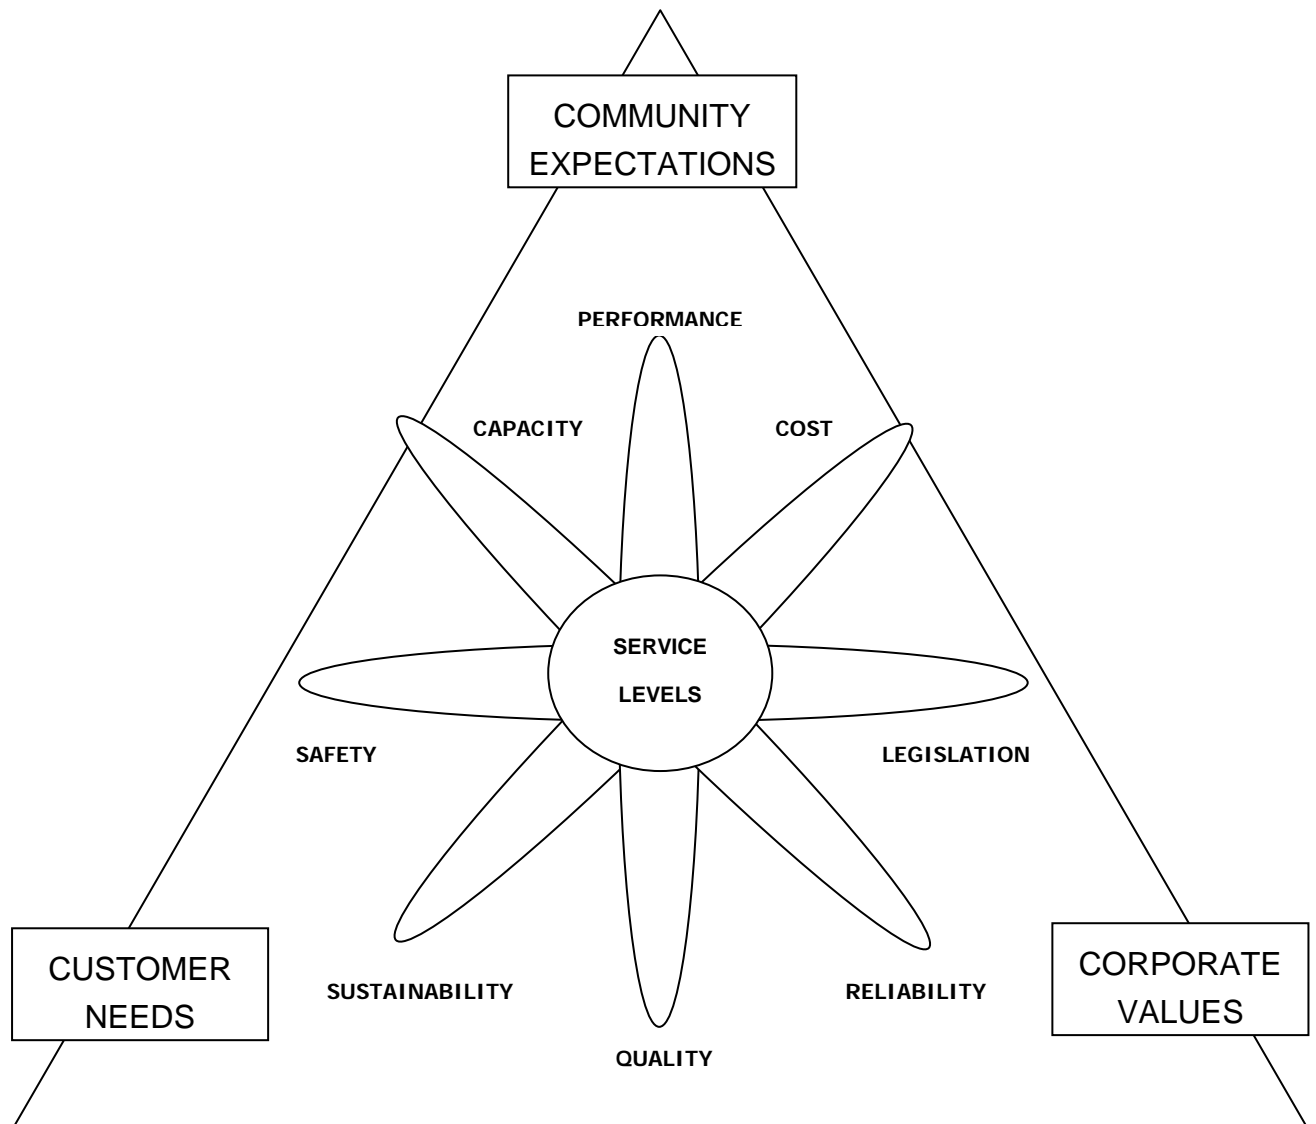 COMMUNITY
EXPECTATIONS
PERFORMANCE
CAPACITY
COST
SERVICE
LEVELS
SAFETY
LEGISLATION
CUSTOMER
NEEDS
CORPORATE
VALUES
SUSTAINABILITY
RELIABILITY
QUALITY